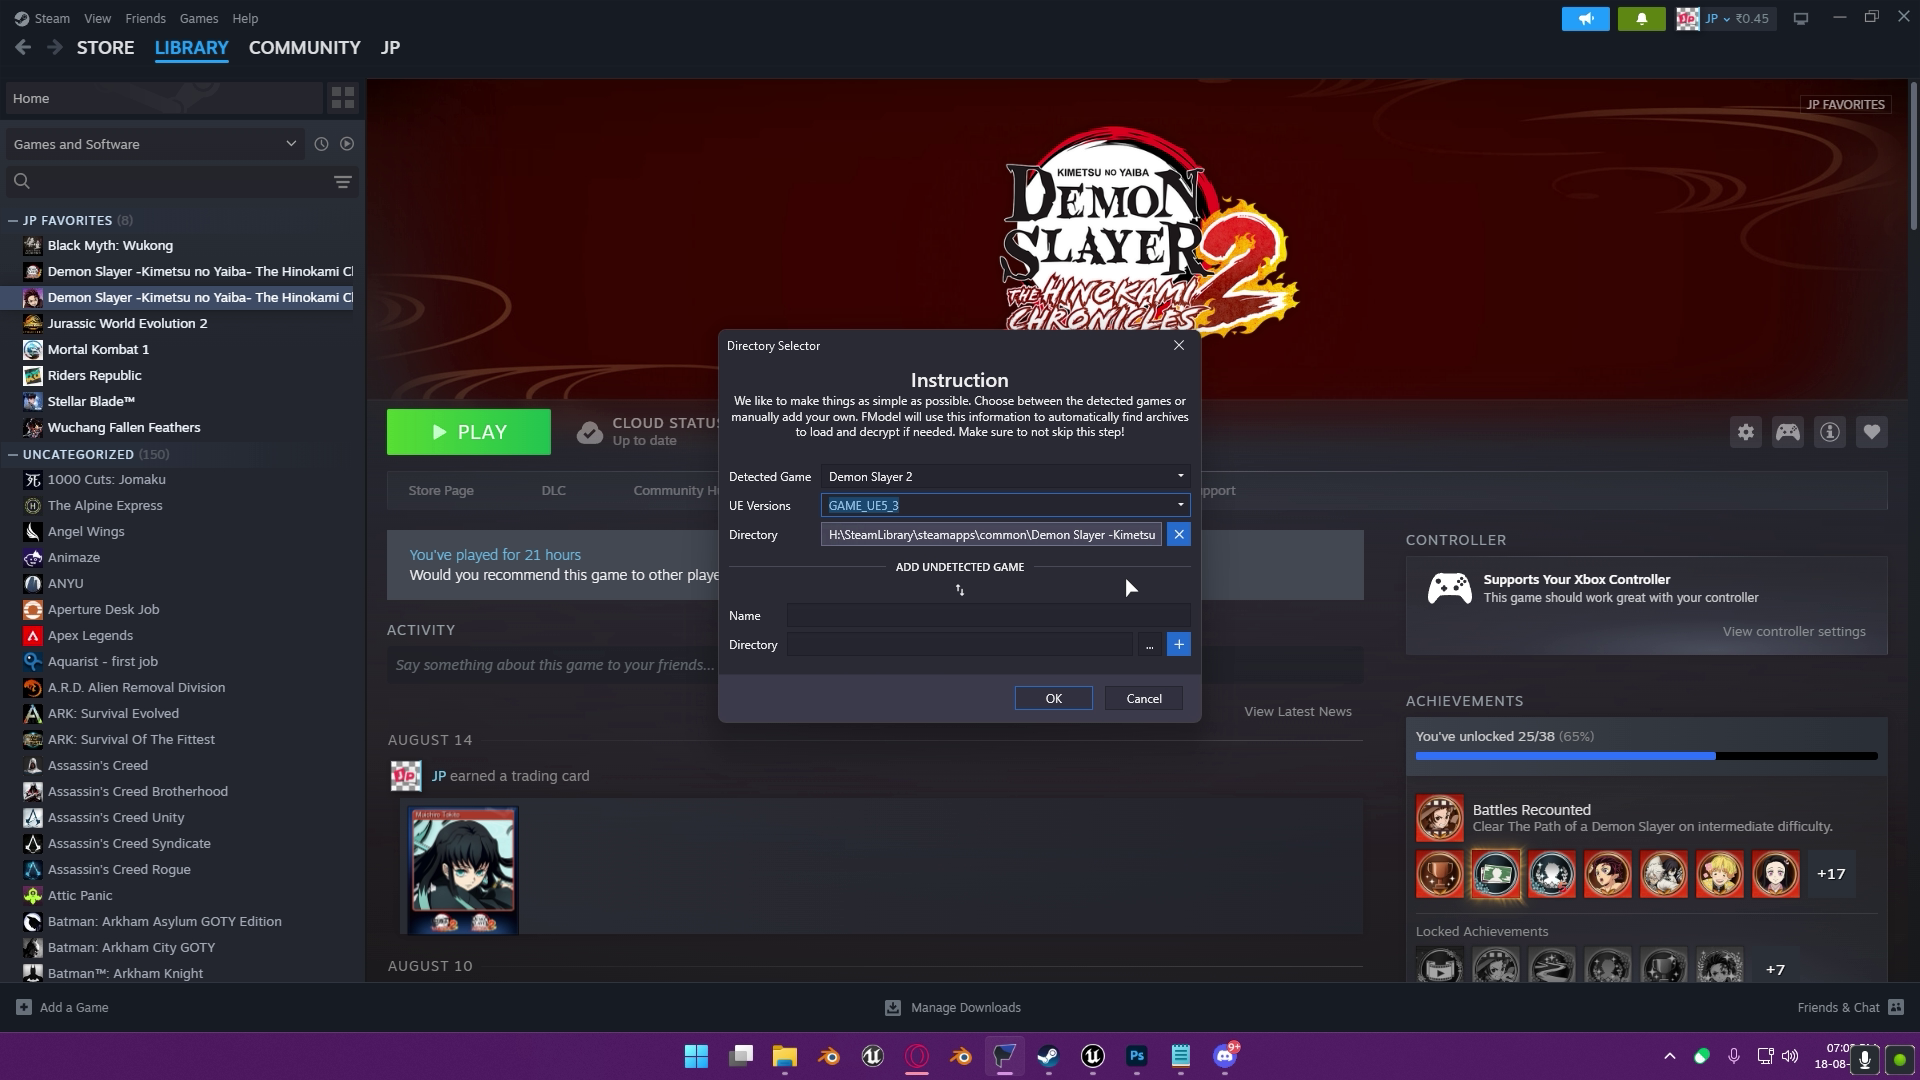 Steam View Friends Games Help
JP ₹0.45
STORE LIBRARY COMMUNITY JP
Home
Games and Software
JP FAVORITES (8)
Black Myth: Wukong
Demon Slayer -Kimetsu no Yaiba- The Hinokami Cl
Demon Slayer -Kimetsu no Yaiba- The Hinokami Cl
Jurassic World Evolution 2
Mortal Kombat 1
Riders Republic
Stellar Blade™
Wuchang Fallen Feathers
UNCATEGORIZED (150)
1000 Cuts: Jomaku
The Alpine Express
Angel Wings
Animaze
ANYU
Aperture Desk Job
Apex Legends
Aquarist - first job
A.R.D. Alien Removal Division
ARK: Survival Evolved
ARK: Survival Of The Fittest
Assassin's Creed
Assassin's Creed Brotherhood
Assassin's Creed Unity
Assassin's Creed Syndicate
Assassin's Creed Rogue
Attic Panic
Batman: Arkham Asylum GOTY Edition
Batman: Arkham City GOTY
Batman™: Arkham Knight
JP FAVORITES
KIMETSU NO YAIBA
DEMON
SLAYER 2
THE HINOKAMI
CHRONICLES
PLAY
CLOUD STATUS
Up to date
Store Page DLC Community Hu pport
You've played for 21 hours
Would you recommend this game to other playe
ACTIVITY
Say something about this game to your friends...
View Latest News
AUGUST 14
JP earned a trading card
Muichiro Tokito
AUGUST 10
Directory Selector
Instruction
We like to make things as simple as possible. Choose between the detected games or
manually add your own. FModel will use this information to automatically find archives
to load and decrypt if needed. Make sure to not skip this step!
Detected Game Demon Slayer 2
UE Versions GAME_UE5_3
Directory H:\SteamLibrary\steamapps\common\Demon Slayer -Kimetsu
ADD UNDETECTED GAME
Name
Directory ... +
OK Cancel
CONTROLLER
Supports Your Xbox Controller
This game should work great with your controller
View controller settings
ACHIEVEMENTS
You've unlocked 25/38 (65%)
Battles Recounted
Clear The Path of a Demon Slayer on intermediate difficulty.
+17
Locked Achievements
+7
Add a Game
Manage Downloads
Friends & Chat
Ps
9+
07:0
18-08-